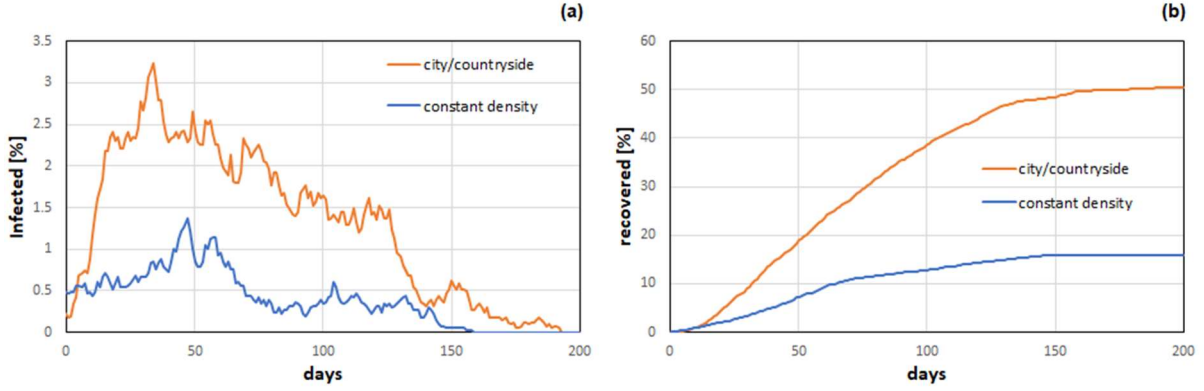 (a)
Infected [%]
3.5
3
2.5
2
1.5
1
0.5
0
city/countryside
constant density
0 50 100 150 200
days
(b)
recovered [%]
60
50
40
30
20
10
0
city/countryside
constant density
0 50 100 150 200
days